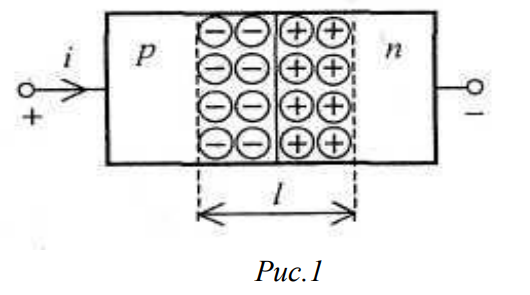 p
n
i
+
−
− − + +
− − + +
− − + +
− − + +
l
Рис.1